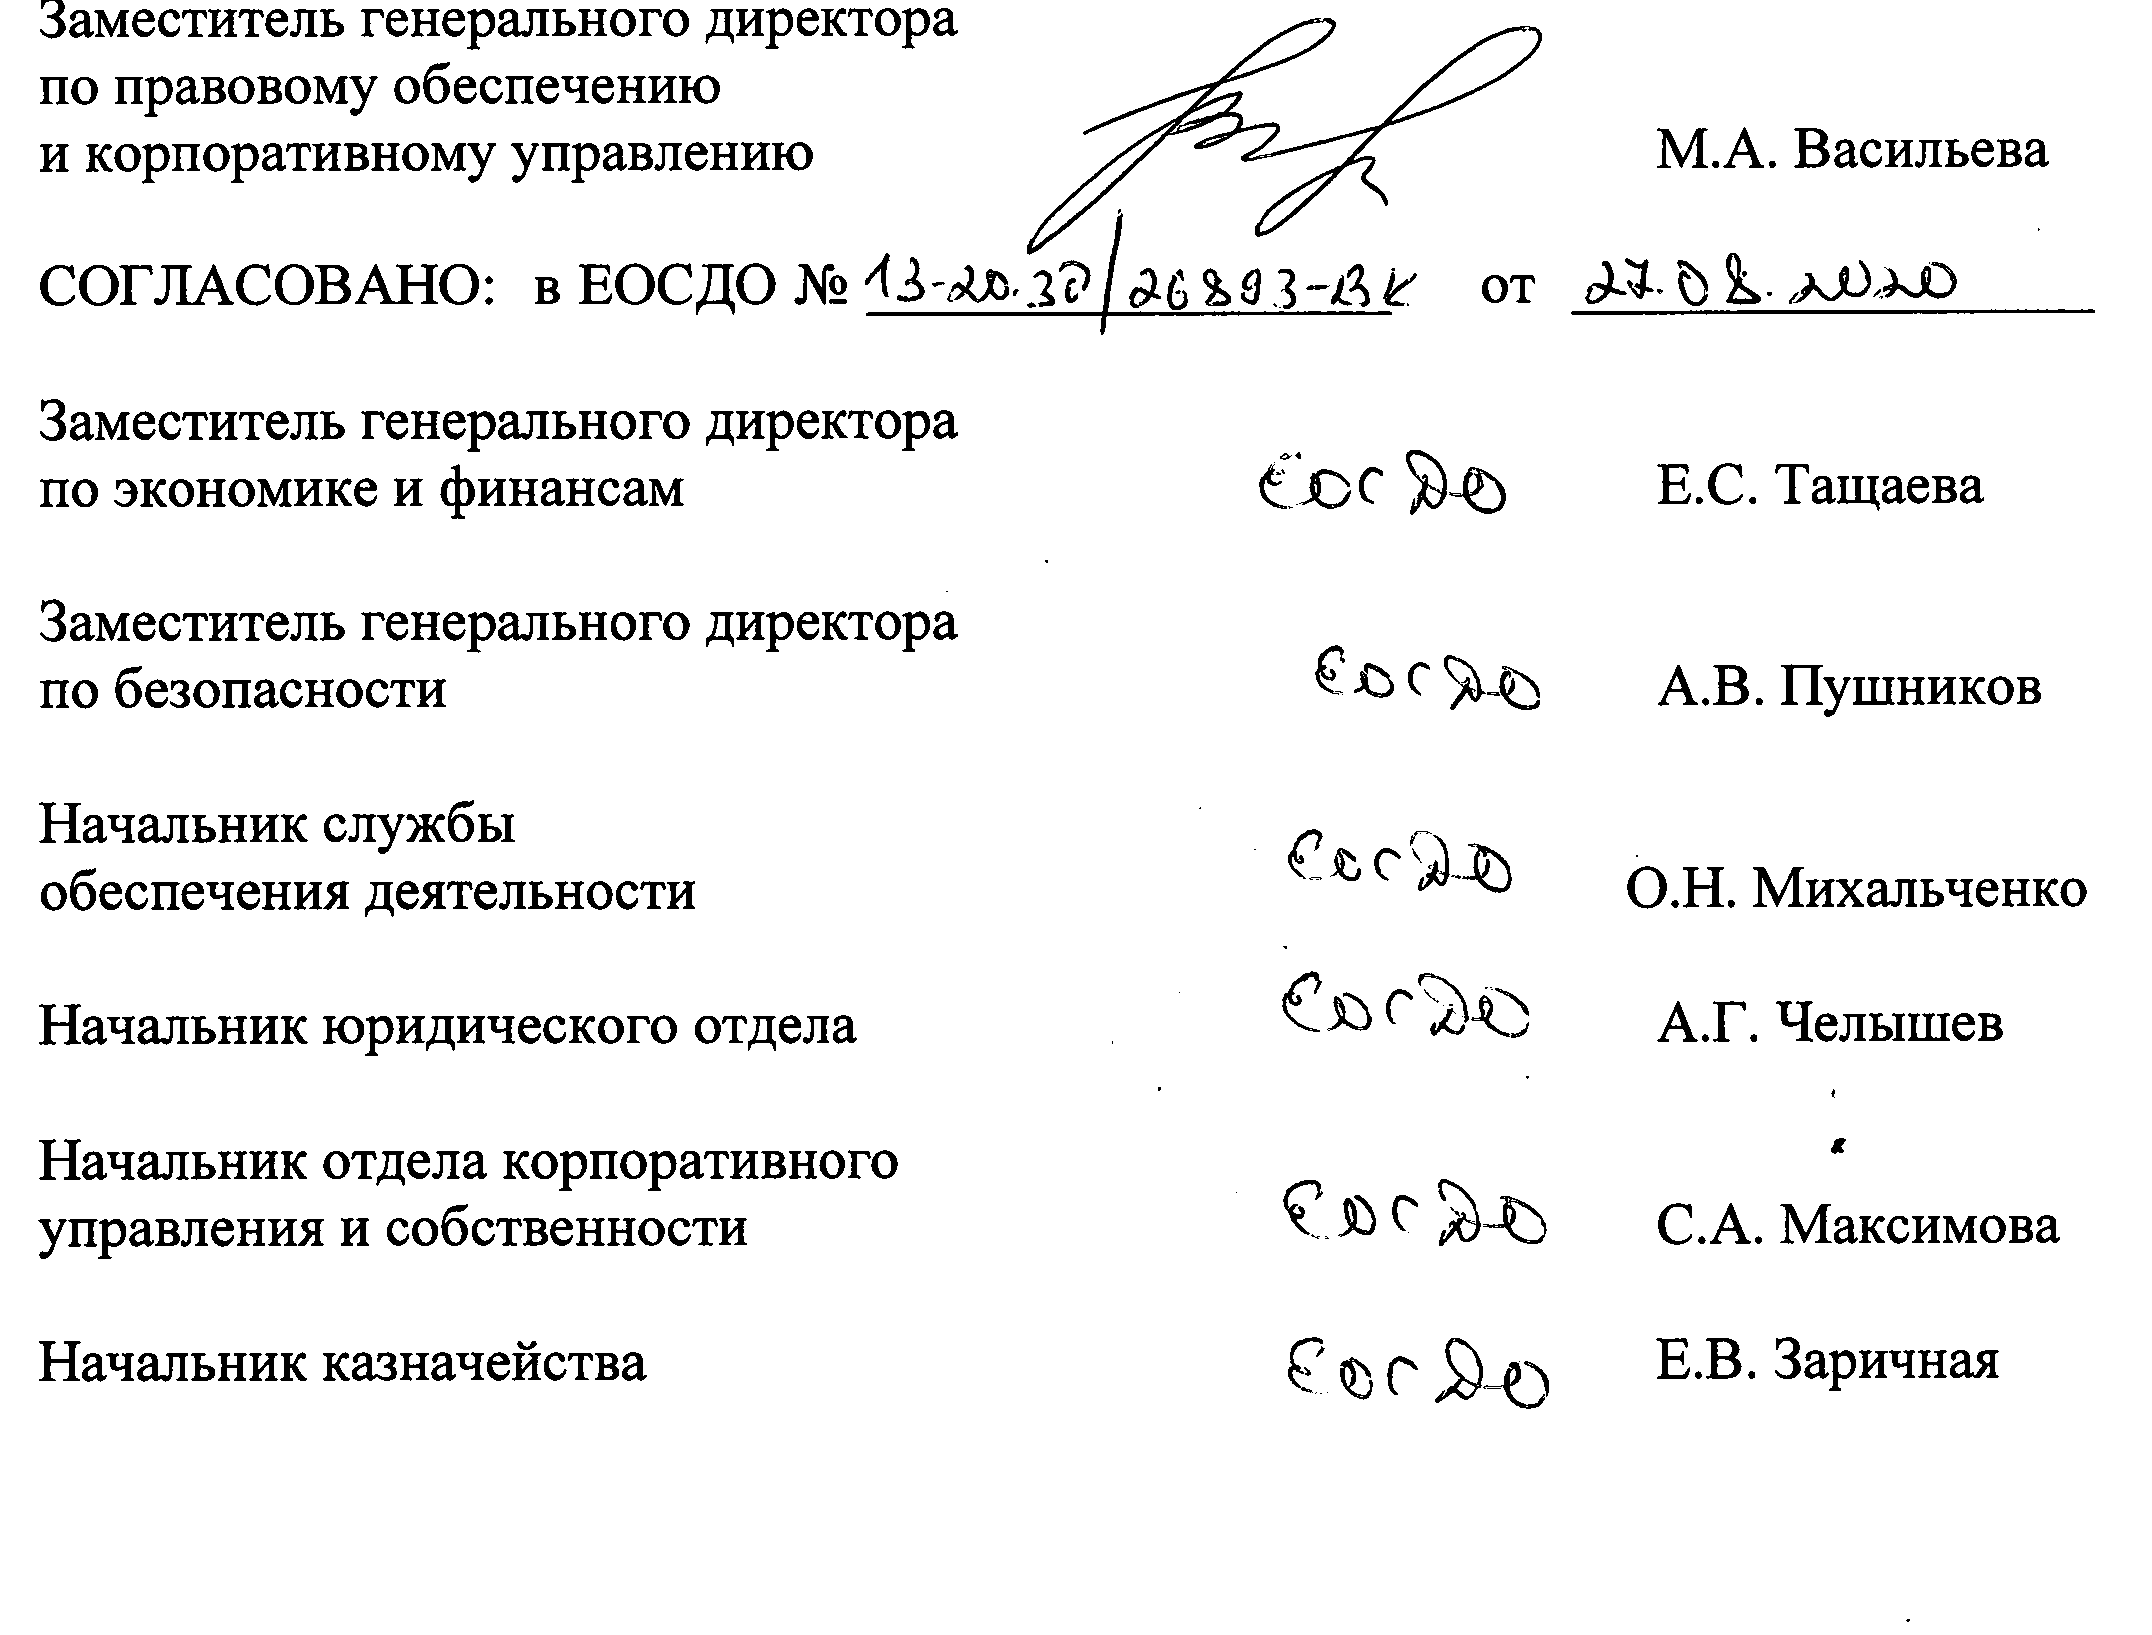 Заместитель генерального директора
по правовому обеспечению
и корпоративному управлению М.А. Васильева
СОГЛАСОВАНО: в ЕОСДО № 13-20.30/26893-ВК от 27.08.2020
Заместитель генерального директора
по экономике и финансам ЕОСДО Е.С. Тащаева
Заместитель генерального директора
по безопасности ЕОСДО А.В. Пушников
Начальник службы
обеспечения деятельности ЕОСДО О.Н. Михальченко
Начальник юридического отдела ЕОСДО А.Г. Челышев
Начальник отдела корпоративного
управления и собственности ЕОСДО С.А. Максимова
Начальник казначейства ЕОСДО Е.В. Заричная